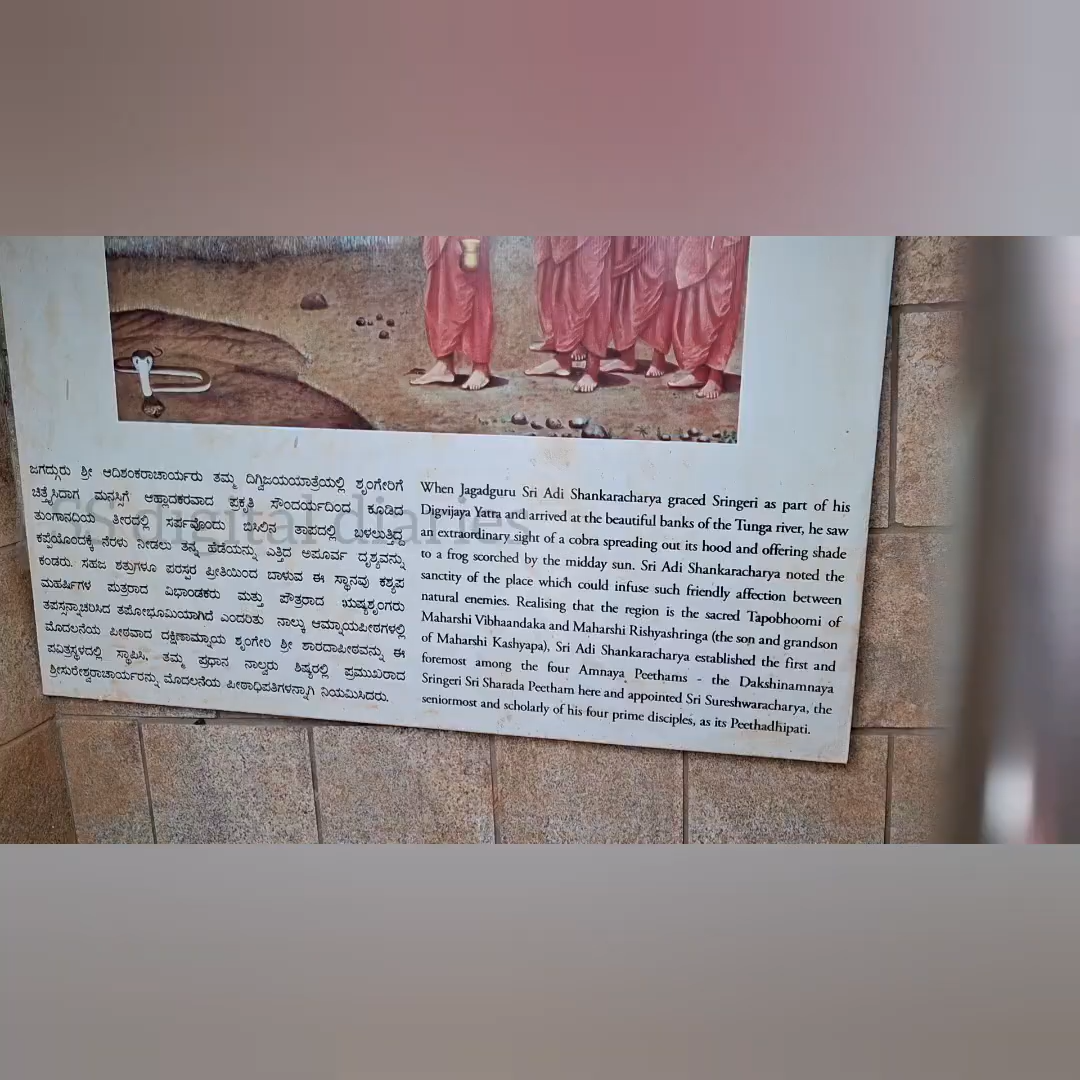 ಜಗದ್ಗುರು ಶ್ರೀ ಆದಿಶಂಕರಾಚಾರ್ಯರು ತಮ್ಮ ದಿಗ್ವಿಜಯಯಾತ್ರೆಯಲ್ಲಿ ಶೃಂಗೇರಿಗೆ
ಚಿತ್ತೈಸಿದಾಗ ಮನಸ್ಸಿಗೆ ಆಹ್ಲಾದಕರವಾದ ಪ್ರಕೃತಿ ಸೌಂದರ್ಯದಿಂದ ಕೂಡಿದ
ತುಂಗಾನದಿಯ ತೀರದಲ್ಲಿ ಸರ್ಪವೊಂದು ಬಿಸಿಲಿನ ತಾಪದಲ್ಲಿ ಬಳಲುತ್ತಿದ್ದ
ಕಪ್ಪೆಯೊಂದಕ್ಕೆ ನೆರಳು ನೀಡಲು ತನ್ನ ಹೆಡೆಯನ್ನು ಎತ್ತಿದ ಅಪೂರ್ವ ದೃಶ್ಯವನ್ನು
ಕಂಡರು. ಸಹಜ ಶತ್ರುಗಳೂ ಪರಸ್ಪರ ಪ್ರೀತಿಯಿಂದ ಬಾಳುವ ಈ ಸ್ಥಾನವು ಕಶ್ಯಪ
ಮಹರ್ಷಿಗಳ ಪುತ್ರರಾದ ವಿಭಾಂಡಕರು ಮತ್ತು ಪೌತ್ರರಾದ ಋಷ್ಯಶೃಂಗರು
ತಪಸ್ಸನ್ನಾಚರಿಸಿದ ತಪೋಭೂಮಿಯಾಗಿದೆ ಎಂದರಿತು ನಾಲ್ಕು ಆಮ್ನಾಯಪೀಠಗಳಲ್ಲಿ
ಮೊದಲನೆಯ ಪೀಠವಾದ ದಕ್ಷಿಣಾಮ್ನಾಯ ಶೃಂಗೇರಿ ಶ್ರೀ ಶಾರದಾಪೀಠವನ್ನು ಈ
ಪವಿತ್ರಸ್ಥಳದಲ್ಲಿ ಸ್ಥಾಪಿಸಿ, ತಮ್ಮ ಪ್ರಧಾನ ನಾಲ್ವರು ಶಿಷ್ಯರಲ್ಲಿ ಪ್ರಮುಖರಾದ
ಶ್ರೀಸುರೇಶ್ವರಾಚಾರ್ಯರನ್ನು ಮೊದಲನೆಯ ಪೀಠಾಧಿಪತಿಗಳನ್ನಾಗಿ ನಿಯಮಿಸಿದರು.
When Jagadguru Sri Adi Shankaracharya graced Sringeri as part of his
Digvijaya Yatra and arrived at the beautiful banks of the Tunga river, he saw
an extraordinary sight of a cobra spreading out its hood and offering shade
to a frog scorched by the midday sun. Sri Adi Shankaracharya noted the
sanctity of the place which could infuse such friendly affection between
natural enemies. Realising that the region is the sacred Tapobhoomi of
Maharshi Vibhaandaka and Maharshi Rishyashringa (the son and grandson
of Maharshi Kashyapa), Sri Adi Shankaracharya established the first and
foremost among the four Amnaya Peethams - the Dakshinamnaya
Sringeri Sri Sharada Peetham here and appointed Sri Sureshwaracharya, the
seniormost and scholarly of his four prime disciples, as its Peethadhipati.
digital diaries